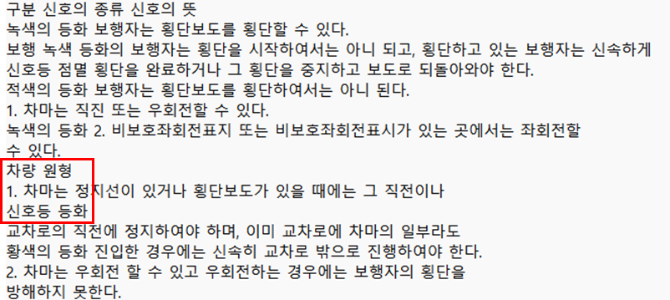 구분 신호의 종류 신호의 뜻
녹색의 등화 보행자는 횡단보도를 횡단할 수 있다.
보행 녹색 등화의 보행자는 횡단을 시작하여서는 아니 되고, 횡단하고 있는 보행자는 신속하게
신호등 점멸 횡단을 완료하거나 그 횡단을 중지하고 보도로 되돌아와야 한다.
적색의 등화 보행자는 횡단보도를 횡단하여서는 아니 된다.
1. 차마는 직진 또는 우회전할 수 있다.
녹색의 등화 2. 비보호좌회전표지 또는 비보호좌회전표시가 있는 곳에서는 좌회전할
수 있다.
차량 원형
1. 차마는 정지선이 있거나 횡단보도가 있을 때에는 그 직전이나
신호등 등화
교차로의 직전에 정지하여야 하며, 이미 교차로에 차마의 일부라도
황색의 등화 진입한 경우에는 신속히 교차로 밖으로 진행하여야 한다.
2. 차마는 우회전 할 수 있고 우회전하는 경우에는 보행자의 횡단을
방해하지 못한다.